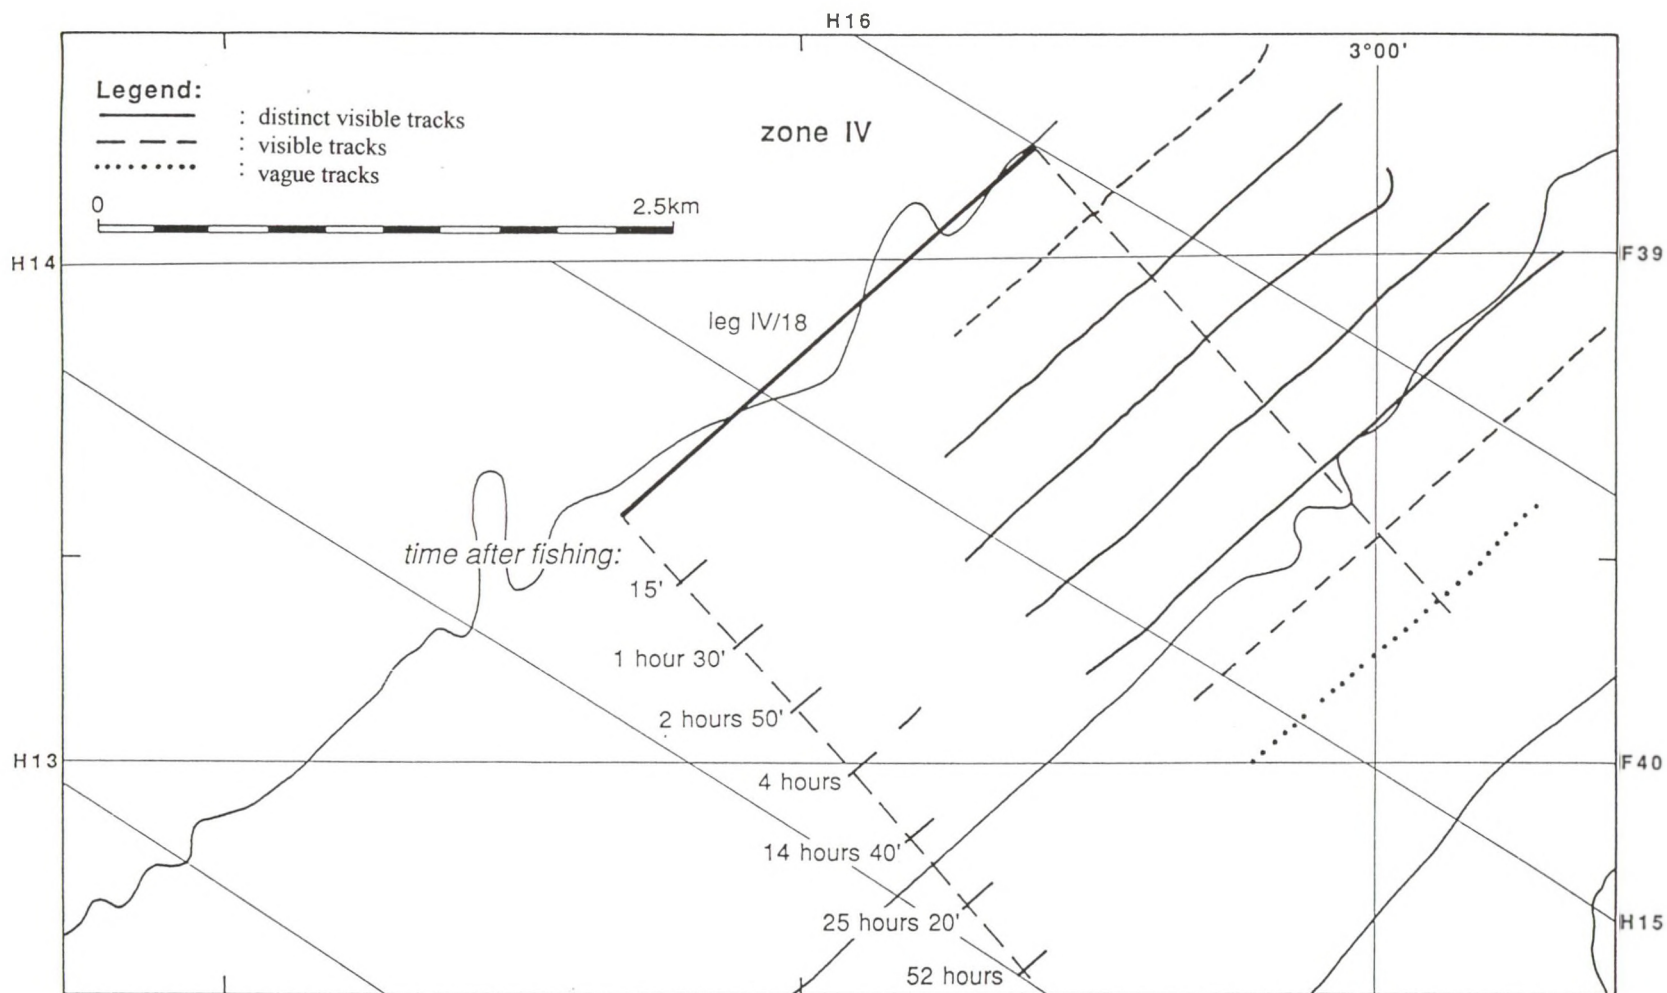 H16
3°00'
Legend:
: distinct visible tracks
: visible tracks
: vague tracks
zone IV
0 2.5km
H14
F39
leg IV/18
time after fishing:
15'
1 hour 30'
2 hours 50'
H13
4 hours
F40
14 hours 40'
25 hours 20'
H15
52 hours